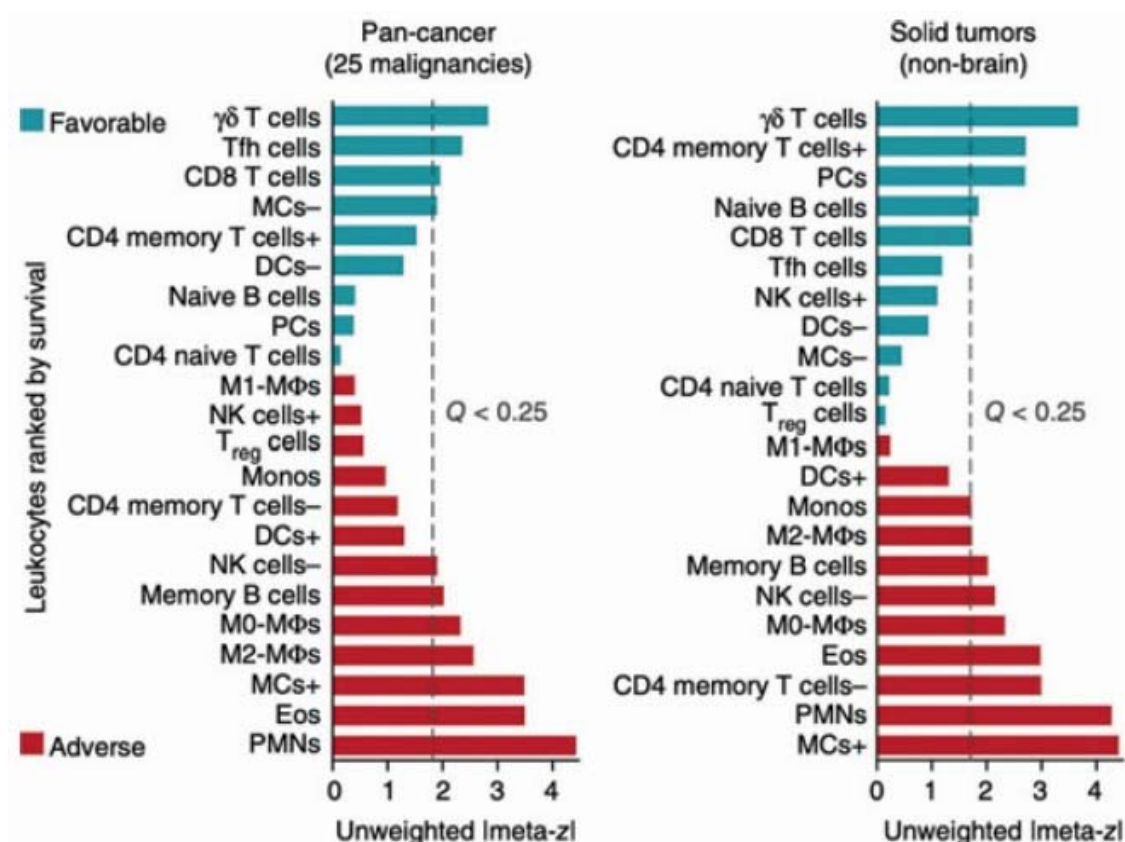 Pan-cancer
(25 malignancies)
Favorable
Leukocytes ranked by survival
γδ T cells
Tfh cells
CD8 T cells
MCs–
CD4 memory T cells+
DCs–
Naive B cells
PCs
CD4 naive T cells
M1-MΦs
NK cells+
Treg cells
Monos
CD4 memory T cells–
DCs+
NK cells–
Memory B cells
M0-MΦs
M2-MΦs
MCs+
Eos
PMNs
Adverse
Q < 0.25
0 1 2 3 4
Unweighted |meta-z|
Solid tumors
(non-brain)
γδ T cells
CD4 memory T cells+
PCs
Naive B cells
CD8 T cells
Tfh cells
NK cells+
DCs–
MCs–
CD4 naive T cells
Treg cells
M1-MΦs
DCs+
Monos
M2-MΦs
Memory B cells
NK cells–
M0-MΦs
Eos
CD4 memory T cells–
PMNs
MCs+
Q < 0.25
0 1 2 3 4
Unweighted |meta-z|